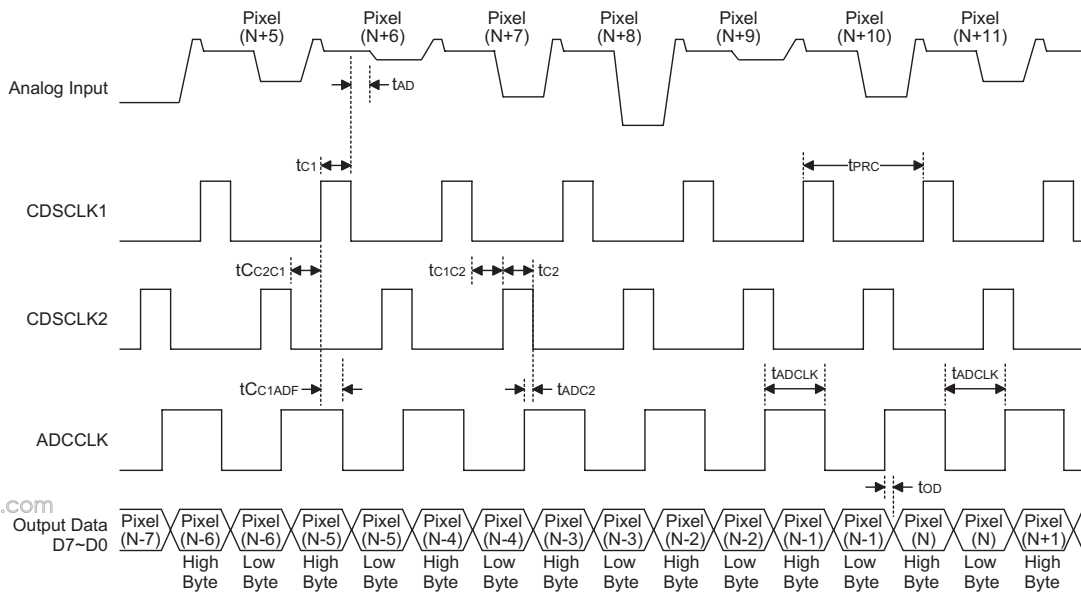 Pixel (N+5) Pixel (N+6) Pixel (N+7) Pixel (N+8) Pixel (N+9) Pixel (N+10) Pixel (N+11)
Analog Input
tAD
tC1
tPRC
CDSCLK1
tCC2C1
tC1C2
tC2
CDSCLK2
tCC1ADF
tADC2
tADCLK
tADCLK
ADCCLK
tOD
.com
Output Data
D7~D0
Pixel (N-7) Pixel (N-6) Pixel (N-6) Pixel (N-5) Pixel (N-5) Pixel (N-4) Pixel (N-4) Pixel (N-3) Pixel (N-3) Pixel (N-2) Pixel (N-2) Pixel (N-1) Pixel (N-1) Pixel (N) Pixel (N) Pixel (N+1)
High Byte Low Byte High Byte Low Byte High Byte Low Byte High Byte Low Byte High Byte Low Byte High Byte Low Byte High Byte Low Byte High Byte